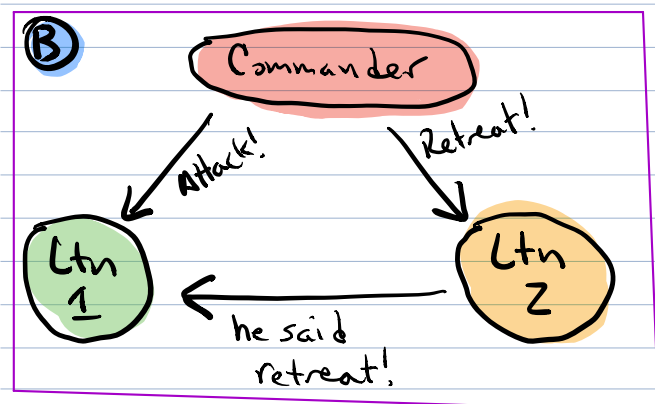 B
Commander
Attack!
Retreat!
Ltn
1
Ltn
2
he said
retreat!